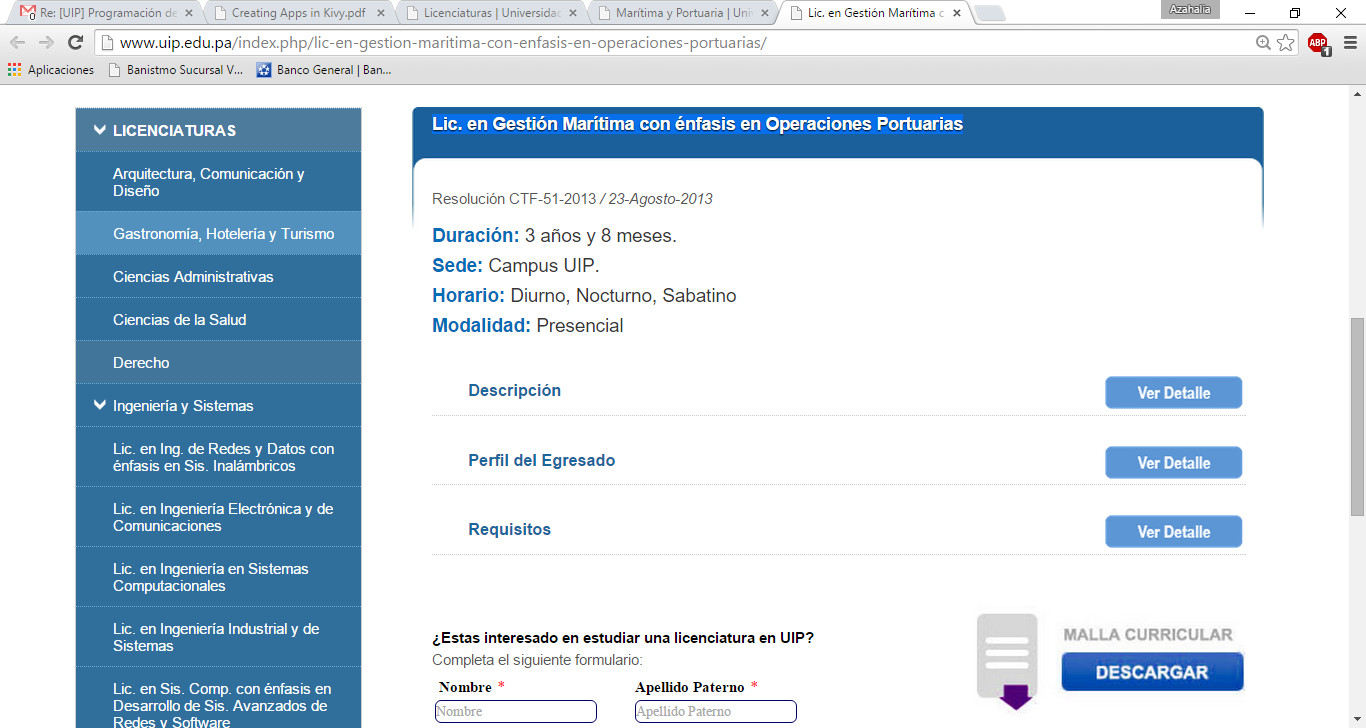 Re: [UIP] Programación de
Creating Apps in Kivy.pdf
Licenciaturas | Universidad
Marítima y Portuaria | Uni
Lic. en Gestión Marítima c
Azahalia
www.uip.edu.pa/index.php/lic-en-gestion-maritima-con-enfasis-en-operaciones-portuarias/
ABP
1
Aplicaciones
Banistmo Sucursal V...
Banco General | Ban...
LICENCIATURAS
Arquitectura, Comunicación y
Diseño
Gastronomía, Hotelería y Turismo
Ciencias Administrativas
Ciencias de la Salud
Derecho
Ingeniería y Sistemas
Lic. en Ing. de Redes y Datos con
énfasis en Sis. Inalámbricos
Lic. en Ingeniería Electrónica y de
Comunicaciones
Lic. en Ingeniería en Sistemas
Computacionales
Lic. en Ingeniería Industrial y de
Sistemas
Lic. en Sis. Comp. con énfasis en
Desarrollo de Sis. Avanzados de
Redes y Software
Lic. en Gestión Marítima con énfasis en Operaciones Portuarias
Resolución CTF-51-2013 / 23-Agosto-2013
Duración: 3 años y 8 meses.
Sede: Campus UIP.
Horario: Diurno, Nocturno, Sabatino
Modalidad: Presencial
Descripción
Ver Detalle
Perfil del Egresado
Ver Detalle
Requisitos
Ver Detalle
¿Estas interesado en estudiar una licenciatura en UIP?
Completa el siguiente formulario:
Nombre *
Apellido Paterno *
Nombre
Apellido Paterno
MALLA CURRICULAR
DESCARGAR